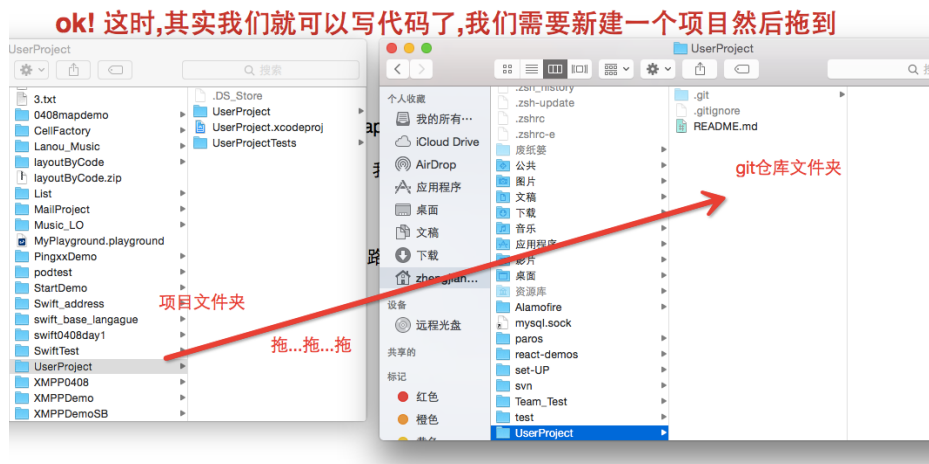 ok! 这时,其实我们就可以写代码了,我们需要新建一个项目然后拖到
UserProject
搜索
3.txt
0408mapdemo
CellFactory
Lanou_Music
layoutByCode
layoutByCode.zip
List
MailProject
Music_LO
MyPlayground.playground
PingxxDemo
podtest
StartDemo
Swift_address
swift_base_langague
swift0408day1
SwiftTest
UserProject
XMPP0408
XMPPDemo
XMPPDemoSB
.DS_Store
UserProject
UserProject.xcodeproj
UserProjectTests
项目文件夹
拖...拖...拖
UserProject
个人收藏
我的所有…
iCloud Drive
AirDrop
应用程序
桌面
文稿
下载
zhengjian...
设备
远程光盘
共享的
标记
红色
橙色
.zsh_history
.zsh-update
.zshrc
.zshrc-e
废纸篓
公共
图片
文稿
下载
音乐
应用程序
影片
桌面
资源库
Alamofire
mysql.sock
paros
react-demos
set-UP
svn
Team_Test
test
UserProject
.git
.gitignore
README.md
git仓库文件夹